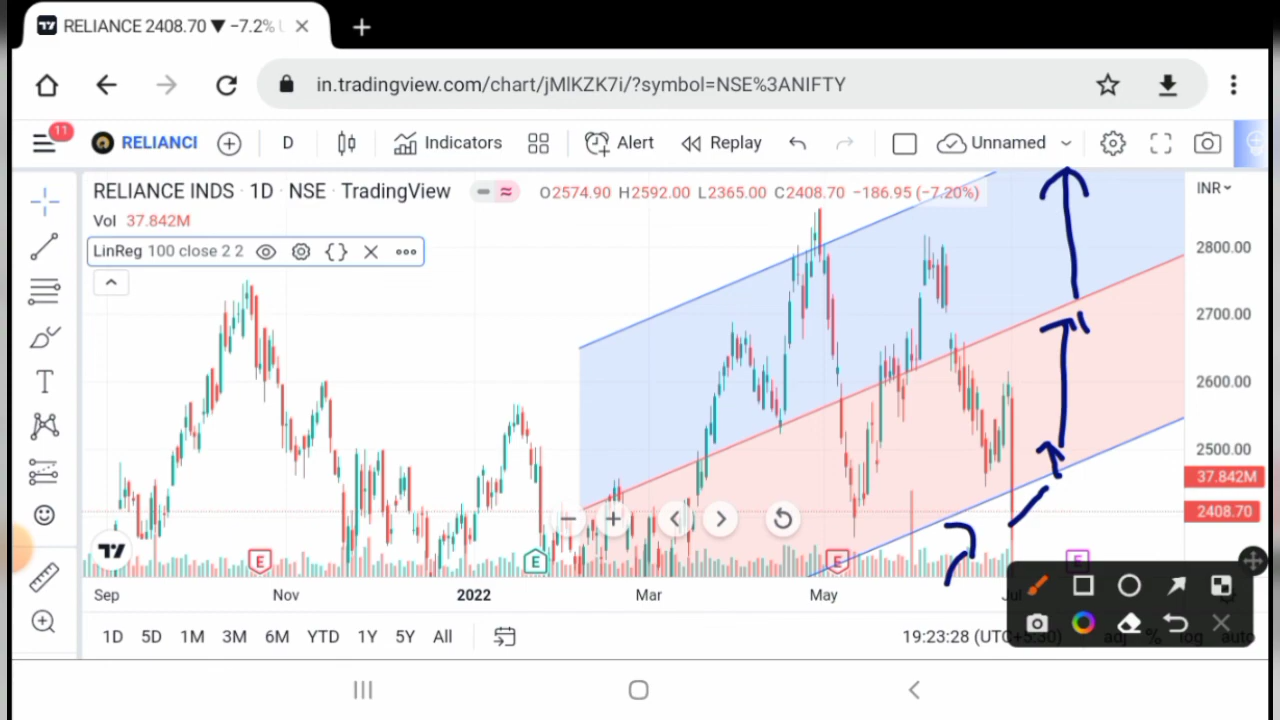 RELIANCE 2408.70 ▼ −7.2%
in.tradingview.com/chart/jMlKZK7i/?symbol=NSE%3ANIFTY
11
RELIANCI
D
Indicators
Alert
Replay
Unnamed
RELIANCE INDS · 1D · NSE · TradingView
O2574.90 H2592.00 L2365.00 C2408.70 −186.95 (−7.20%)
INR
Vol 37.842M
LinReg 100 close 2 2
2800.00
2700.00
2600.00
2500.00
37.842M
2408.70
T
E
E
E
E
Sep
Nov
2022
Mar
May
Jul
1D 5D 1M 3M 6M YTD 1Y 5Y All
19:23:28 (UTC+5:30)
adj
%
log
auto